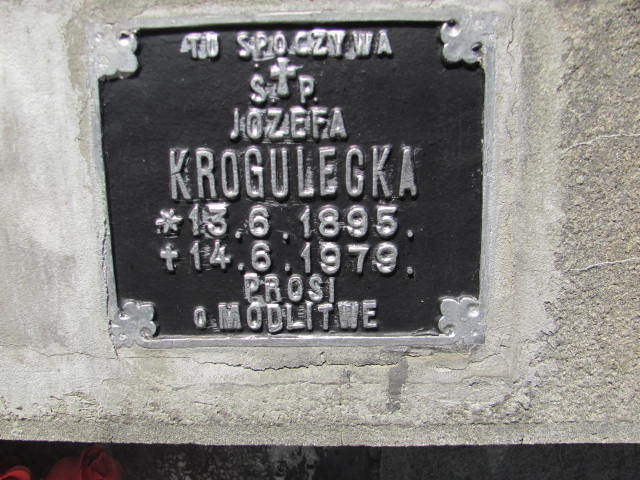 TU SPOCZYWA
Ś. P.
JÓZEFA
KROGULECKA
* 13.6.1895.
† 14.6.1979.
PROSI
O MODLITWĘ